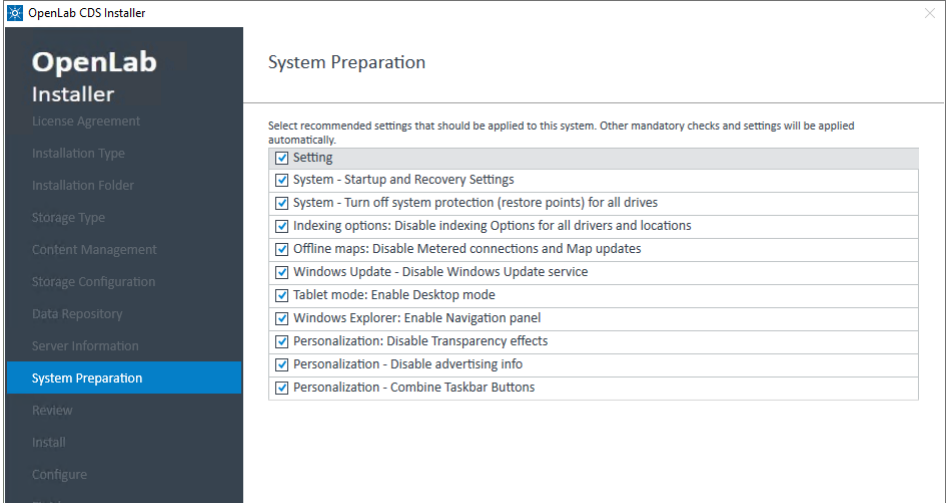 OpenLab CDS Installer
OpenLab
Installer
License Agreement
Installation Type
Installation Folder
Storage Type
Content Management
Storage Configuration
Data Repository
Server Information
System Preparation
Review
Install
Configure
System Preparation
Select recommended settings that should be applied to this system. Other mandatory checks and settings will be applied
automatically.
Setting
System - Startup and Recovery Settings
System - Turn off system protection (restore points) for all drives
Indexing options: Disable indexing Options for all drivers and locations
Offline maps: Disable Metered connections and Map updates
Windows Update - Disable Windows Update service
Tablet mode: Enable Desktop mode
Windows Explorer: Enable Navigation panel
Personalization: Disable Transparency effects
Personalization - Disable advertising info
Personalization - Combine Taskbar Buttons